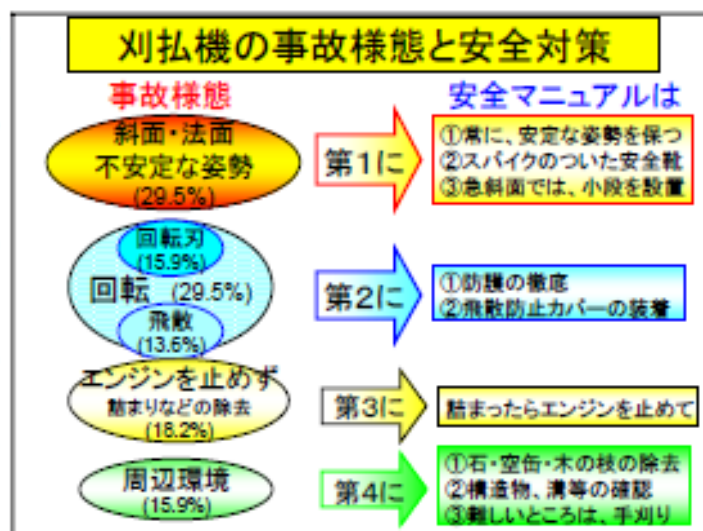 刈払機の事故様態と安全対策
事故様態
安全マニュアルは
斜面・法面
不安定な姿勢
(29.5%)
第1に
①常に、安定な姿勢を保つ
②スパイクのついた安全靴
③急斜面では、小段を設置
回転刃
(15.9%)
回転 (29.5%)
飛散
(13.6%)
第2に
①防護の徹底
②飛散防止カバーの装着
エンジンを止めず
詰まりなどの除去
(18.2%)
第3に
詰まったらエンジンを止めて
周辺環境
(15.9%)
第4に
①石・空缶・木の枝の除去
②構造物、溝等の確認
③難しいところは、手刈り